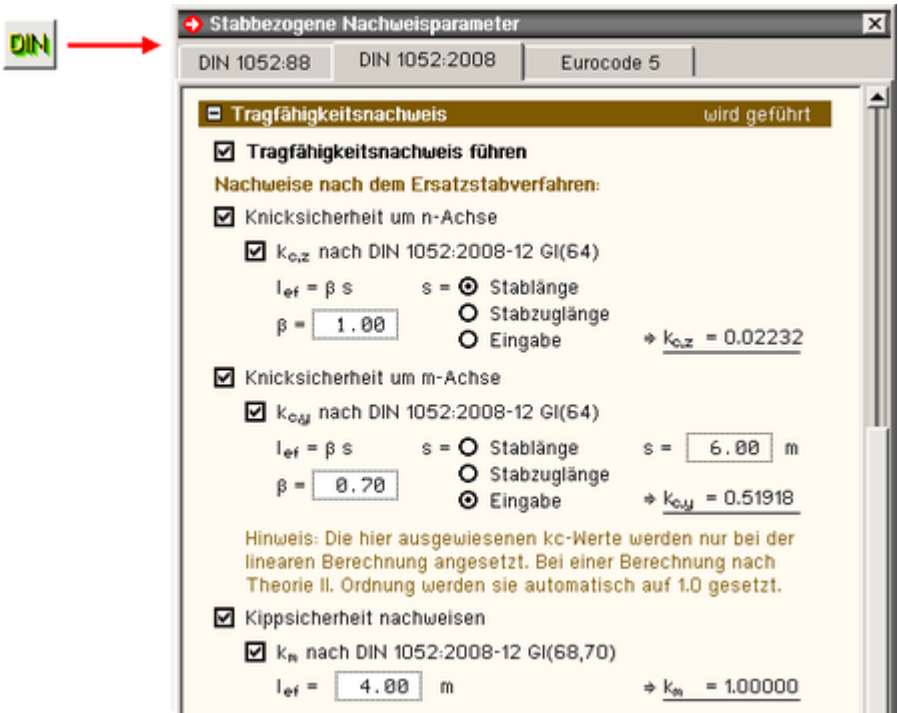 DIN
Stabbezogene Nachweisparameter
DIN 1052:88 DIN 1052:2008 Eurocode 5
Tragfähigkeitsnachweis wird geführt
Tragfähigkeitsnachweis führen
Nachweise nach dem Ersatzstabverfahren:
Knicksicherheit um n-Achse
kc,z nach DIN 1052:2008-12 Gl(64)
lef = β s s = Stablänge
Stabzuglänge
β = 1.00
Eingabe ⇒ kc,z = 0.02232
Knicksicherheit um m-Achse
kc,y nach DIN 1052:2008-12 Gl(64)
lef = β s s = Stablänge s = 6.00 m
Stabzuglänge
β = 0.70
Eingabe ⇒ kc,y = 0.51918
Hinweis: Die hier ausgewiesenen kc-Werte werden nur bei der
linearen Berechnung angesetzt. Bei einer Berechnung nach
Theorie II. Ordnung werden sie automatisch auf 1.0 gesetzt.
Kippsicherheit nachweisen
km nach DIN 1052:2008-12 Gl(68,70)
lef = 4.00 m ⇒ km = 1.00000